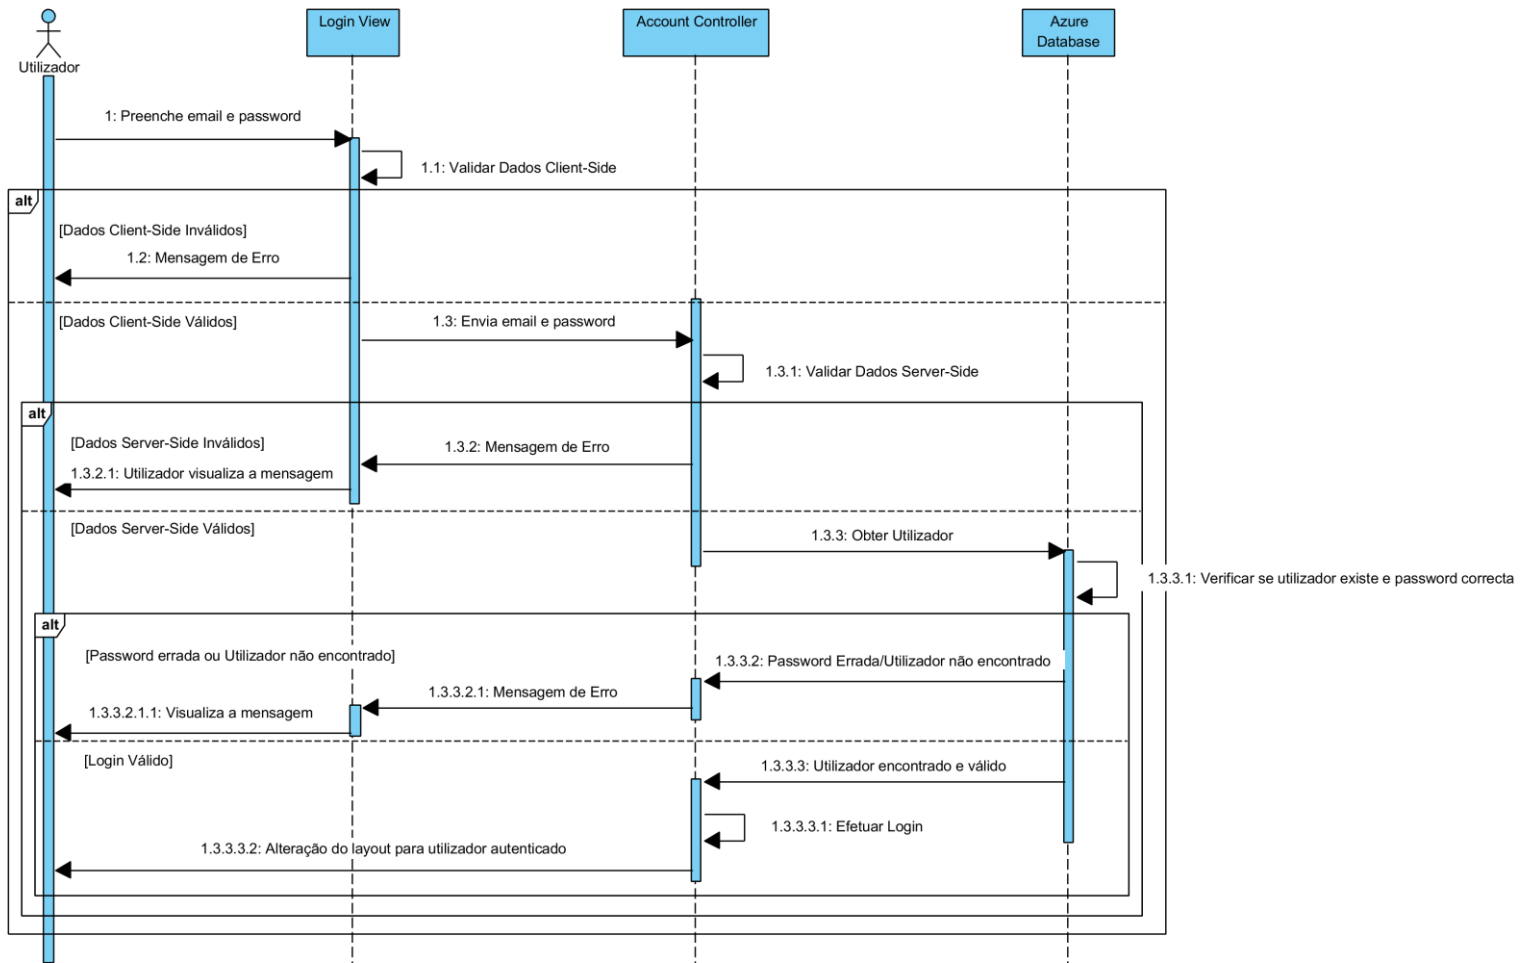 Login View
Account Controller
Azure
Database
Utilizador
1: Preenche email e password
1.1: Validar Dados Client-Side
alt
[Dados Client-Side Inválidos]
1.2: Mensagem de Erro
[Dados Client-Side Válidos]
1.3: Envia email e password
1.3.1: Validar Dados Server-Side
alt
[Dados Server-Side Inválidos]
1.3.2: Mensagem de Erro
1.3.2.1: Utilizador visualiza a mensagem
[Dados Server-Side Válidos]
1.3.3: Obter Utilizador
1.3.3.1: Verificar se utilizador existe e password correcta
alt
[Password errada ou Utilizador não encontrado]
1.3.3.2: Password Errada/Utilizador não encontrado
1.3.3.2.1: Mensagem de Erro
1.3.3.2.1.1: Visualiza a mensagem
[Login Válido]
1.3.3.3: Utilizador encontrado e válido
1.3.3.3.1: Efetuar Login
1.3.3.3.2: Alteração do layout para utilizador autenticado